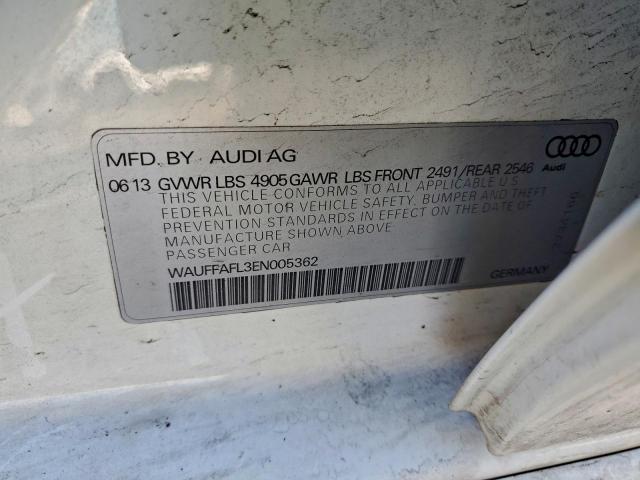 MFD. BY AUDI AG
Audi
06 13 GVWR LBS 4905 GAWR LBS FRONT 2491/REAR 2546
THIS VEHICLE CONFORMS TO ALL APPLICABLE U S
FEDERAL MOTOR VEHICLE SAFETY, BUMPER AND THEFT
PREVENTION STANDARDS IN EFFECT ON THE DATE OF
MANUFACTURE SHOWN ABOVE
PASSENGER CAR
WAUFFAFL3EN005362
GERMANY